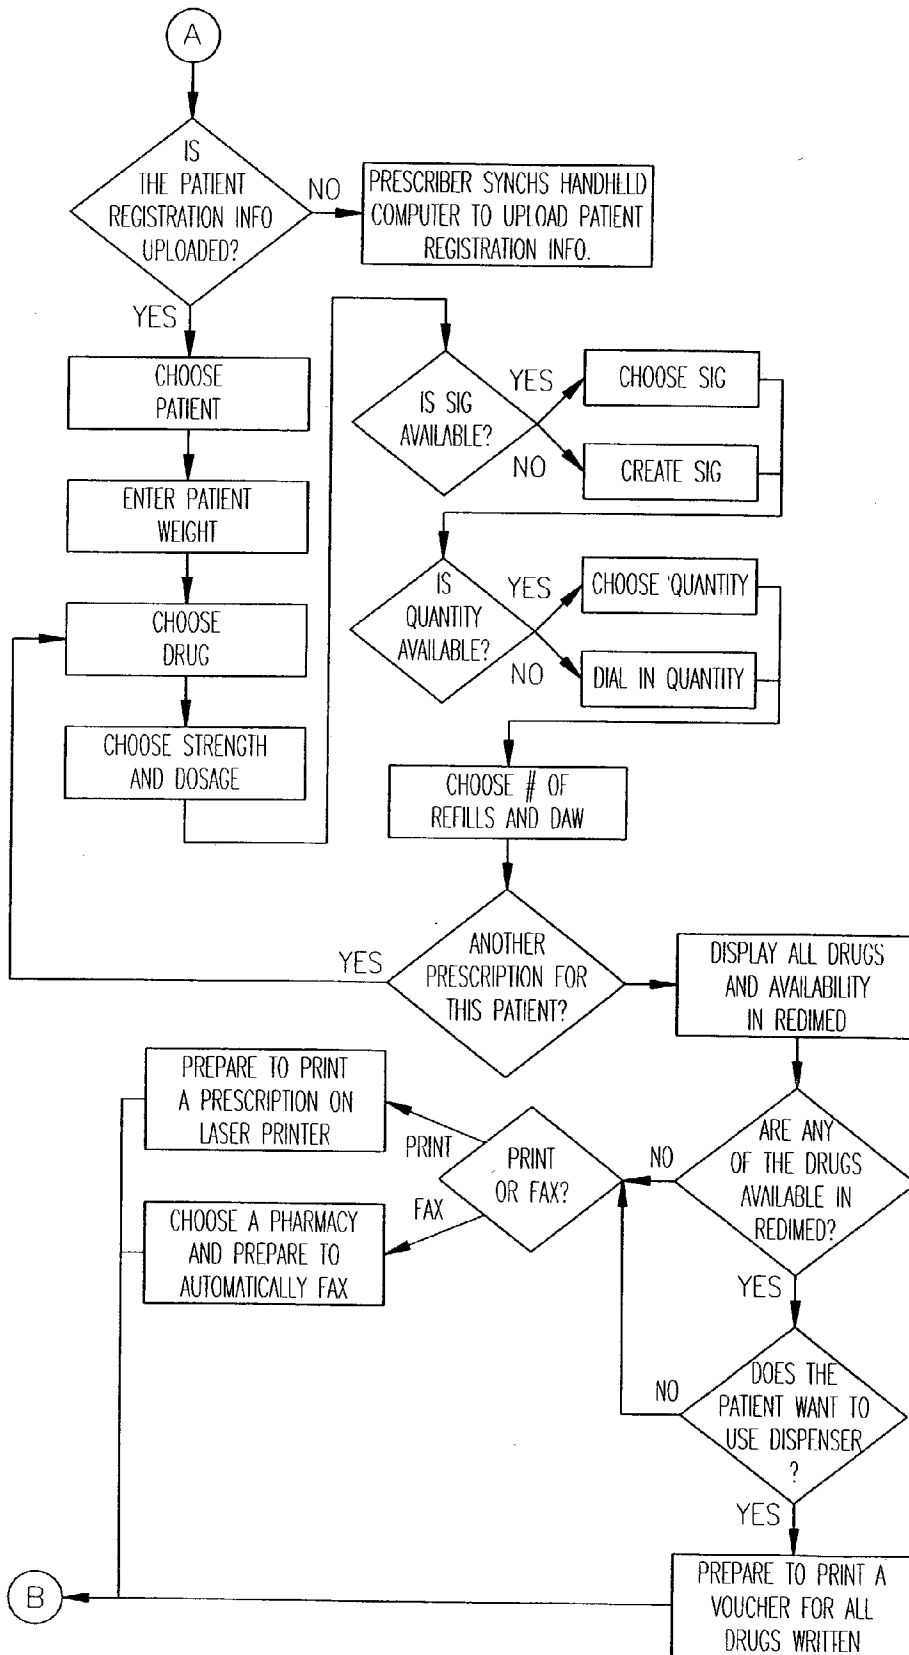 A
IS
THE PATIENT
REGISTRATION INFO
UPLOADED?
NO
PRESCRIBER SYNCHS HANDHELD
COMPUTER TO UPLOAD PATIENT
REGISTRATION INFO.
YES
CHOOSE
PATIENT
ENTER PATIENT
WEIGHT
CHOOSE
DRUG
CHOOSE STRENGTH
AND DOSAGE
IS SIG
AVAILABLE?
YES
CHOOSE SIG
NO
CREATE SIG
IS
QUANTITY
AVAILABLE?
YES
CHOOSE QUANTITY
NO
DIAL IN QUANTITY
CHOOSE # OF
REFILLS AND DAW
ANOTHER
PRESCRIPTION FOR
THIS PATIENT?
YES
DISPLAY ALL DRUGS
AND AVAILABILITY
IN REDIMED
ARE ANY
OF THE DRUGS
AVAILABLE IN
REDIMED?
NO
PRINT
OR FAX?
PRINT
PREPARE TO PRINT
A PRESCRIPTION ON
LASER PRINTER
FAX
CHOOSE A PHARMACY
AND PREPARE TO
AUTOMATICALLY FAX
YES
DOES THE
PATIENT WANT TO
USE DISPENSER
?
NO
YES
PREPARE TO PRINT A
VOUCHER FOR ALL
DRUGS WRITTEN
B